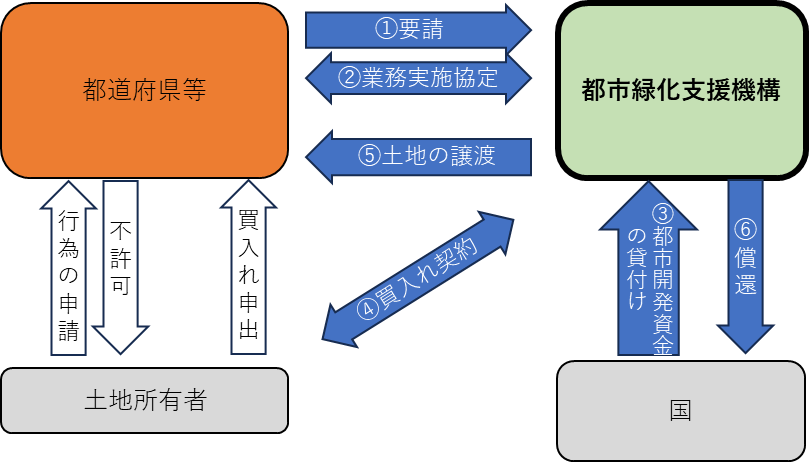 都道府県等
①要請
②業務実施協定
⑤土地の譲渡
都市緑化支援機構
行為の申請
不許可
買入れ申出
④買入れ契約
③都市開発資金
の貸付け
⑥償還
土地所有者
国